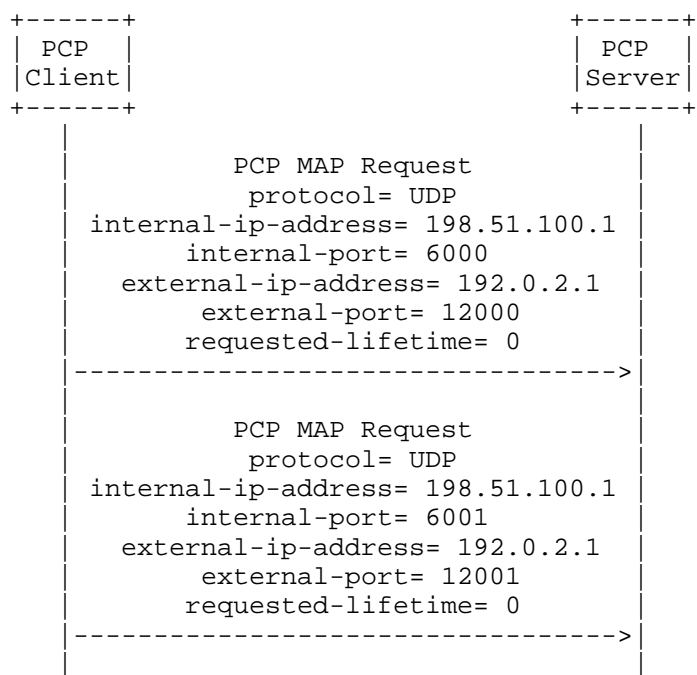 PCP PCP
Client Server
PCP MAP Request
protocol= UDP
internal-ip-address= 198.51.100.1
internal-port= 6000
external-ip-address= 192.0.2.1
external-port= 12000
requested-lifetime= 0
PCP MAP Request
protocol= UDP
internal-ip-address= 198.51.100.1
internal-port= 6001
external-ip-address= 192.0.2.1
external-port= 12001
requested-lifetime= 0